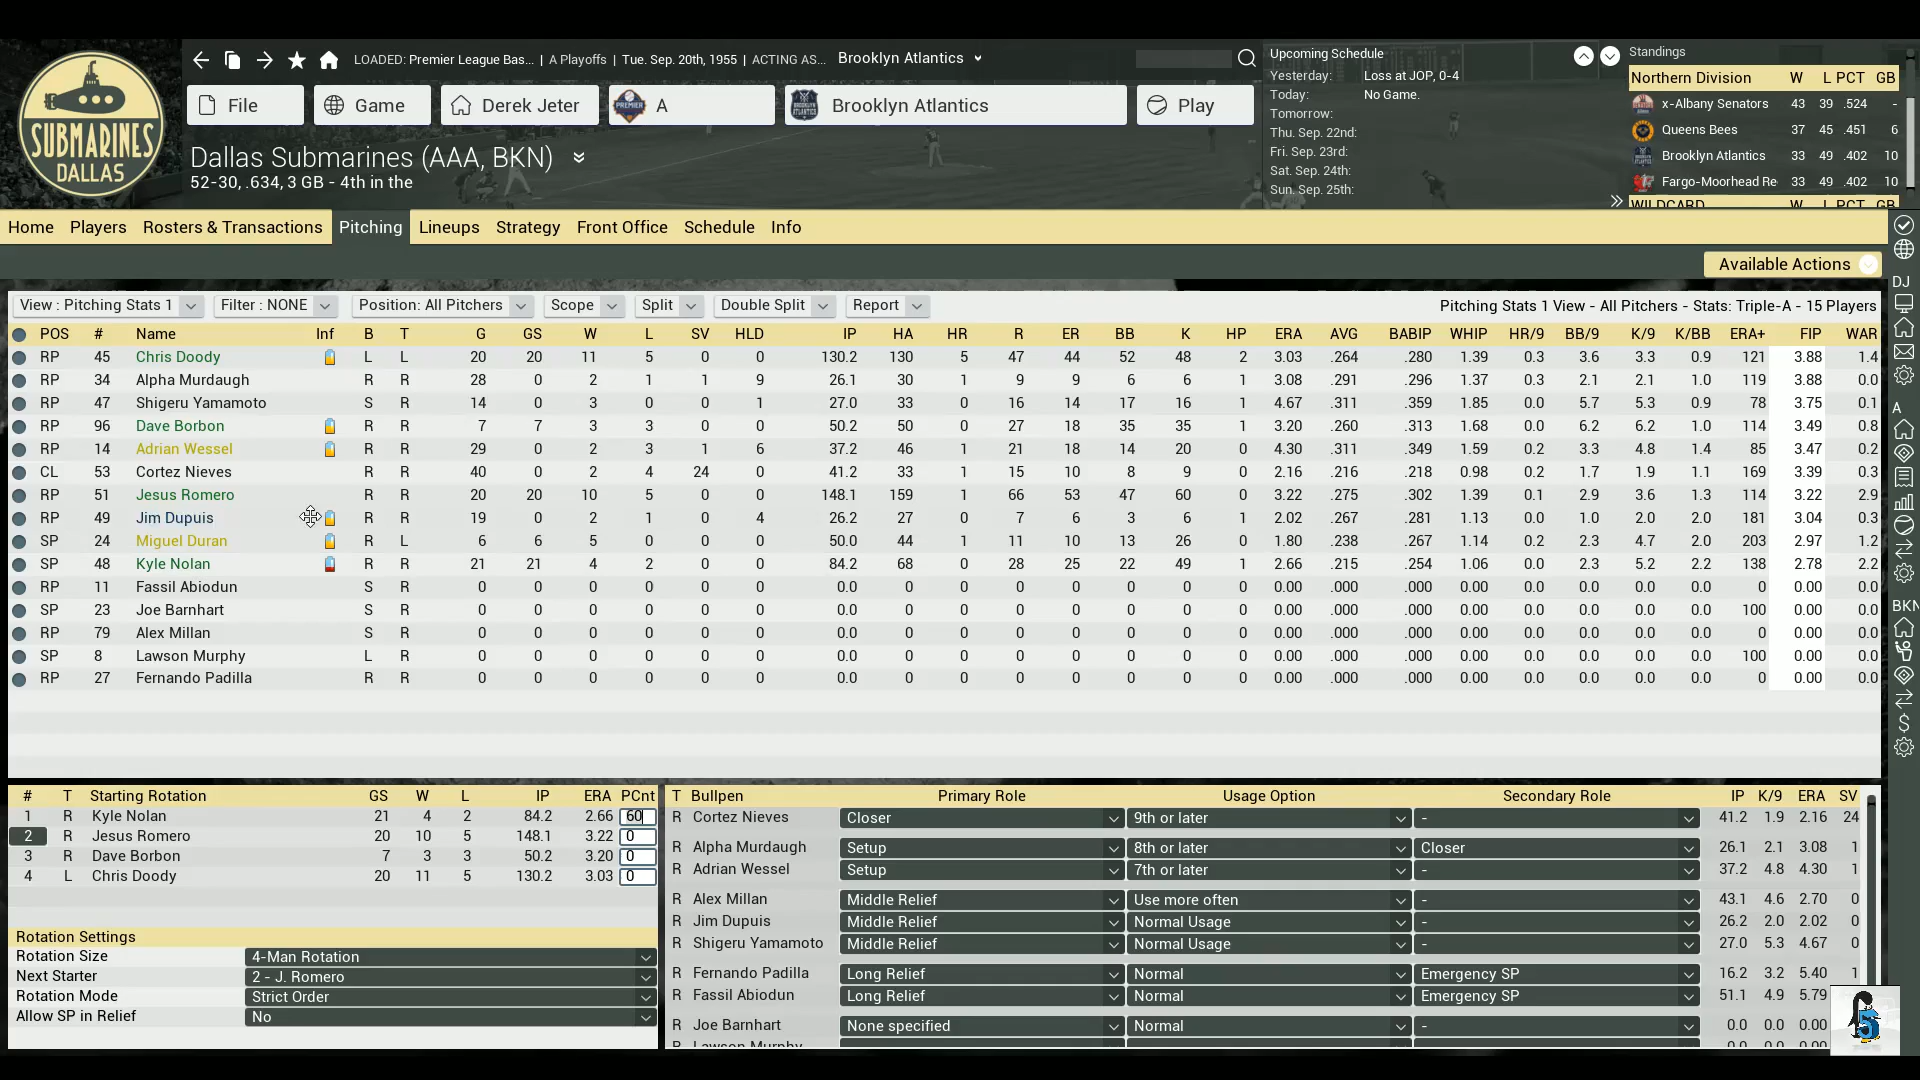 SUBMARINES
DALLAS
LOADED: Premier League Bas... | A Playoffs | Tue. Sep. 20th, 1955 | ACTING AS... Brooklyn Atlantics
File Game Derek Jeter A Brooklyn Atlantics Play
Dallas Submarines (AAA, BKN)
52-30, .634, 3 GB - 4th in the
Upcoming Schedule
Yesterday: Loss at JOP, 0-4
Today: No Game.
Tomorrow:
Thu. Sep. 22nd:
Fri. Sep. 23rd:
Sat. Sep. 24th:
Sun. Sep. 25th:
Standings
Northern Division W L PCT GB
x-Albany Senators 43 39 .524 -
Queens Bees 37 45 .451 6
Brooklyn Atlantics 33 49 .402 10
Fargo-Moorhead Re 33 49 .402 10
WILDCARD W L PCT GB
Home Players Rosters & Transactions Pitching Lineups Strategy Front Office Schedule Info
Available Actions
View : Pitching Stats 1 Filter : NONE Position: All Pitchers Scope Split Double Split Report Pitching Stats 1 View - All Pitchers - Stats: Triple-A - 15 Players
POS # Name Inf B T G GS W L SV HLD IP HA HR R ER BB K HP ERA AVG BABIP WHIP HR/9 BB/9 K/9 K/BB ERA+ FIP WAR
RP 45 Chris Doody L L 20 20 11 5 0 0 130.2 130 5 47 44 52 48 2 3.03 .264 .280 1.39 0.3 3.6 3.3 0.9 121 3.88 1.4
RP 34 Alpha Murdaugh R R 28 0 2 1 1 9 26.1 30 1 9 9 6 6 1 3.08 .291 .296 1.37 0.3 2.1 2.1 1.0 119 3.88 0.0
RP 47 Shigeru Yamamoto S R 14 0 3 0 0 1 27.0 33 0 16 14 17 16 1 4.67 .311 .359 1.85 0.0 5.7 5.3 0.9 78 3.75 0.1
RP 96 Dave Borbon R R 7 7 3 3 0 0 50.2 50 0 27 18 35 35 1 3.20 .260 .313 1.68 0.0 6.2 6.2 1.0 114 3.49 0.8
RP 14 Adrian Wessel R R 29 0 2 3 1 6 37.2 46 1 21 18 14 20 0 4.30 .311 .349 1.59 0.2 3.3 4.8 1.4 85 3.47 0.2
CL 53 Cortez Nieves R R 40 0 2 4 24 0 41.2 33 1 15 10 8 9 0 2.16 .216 .218 0.98 0.2 1.7 1.9 1.1 169 3.39 0.3
RP 51 Jesus Romero R R 20 20 10 5 0 0 148.1 159 1 66 53 47 60 0 3.22 .275 .302 1.39 0.1 2.9 3.6 1.3 114 3.22 2.9
RP 49 Jim Dupuis R R 19 0 2 1 0 4 26.2 27 0 7 6 3 6 1 2.02 .267 .281 1.13 0.0 1.0 2.0 2.0 181 3.04 0.3
SP 24 Miguel Duran R L 6 6 5 0 0 0 50.0 44 1 11 10 13 26 0 1.80 .238 .267 1.14 0.2 2.3 4.7 2.0 203 2.97 1.2
SP 48 Kyle Nolan R R 21 21 4 2 0 0 84.2 68 0 28 25 22 49 1 2.66 .215 .254 1.06 0.0 2.3 5.2 2.2 138 2.78 2.2
RP 11 Fassil Abiodun S R 0 0 0 0 0 0 0.0 0 0 0 0 0 0 0 0.00 .000 .000 0.00 0.0 0.0 0.0 0.0 0 0.00 0.0
SP 23 Joe Barnhart S R 0 0 0 0 0 0 0.0 0 0 0 0 0 0 0 0.00 .000 .000 0.00 0.0 0.0 0.0 0.0 100 0.00 0.0
RP 79 Alex Millan S R 0 0 0 0 0 0 0.0 0 0 0 0 0 0 0 0.00 .000 .000 0.00 0.0 0.0 0.0 0.0 0 0.00 0.0
SP 8 Lawson Murphy L R 0 0 0 0 0 0 0.0 0 0 0 0 0 0 0 0.00 .000 .000 0.00 0.0 0.0 0.0 0.0 100 0.00 0.0
RP 27 Fernando Padilla R R 0 0 0 0 0 0 0.0 0 0 0 0 0 0 0 0.00 .000 .000 0.00 0.0 0.0 0.0 0.0 0 0.00 0.0
DJ
A
BKN
# T Starting Rotation GS W L IP ERA PCnt
1 R Kyle Nolan 21 4 2 84.2 2.66 60
2 R Jesus Romero 20 10 5 148.1 3.22 0
3 R Dave Borbon 7 3 3 50.2 3.20 0
4 L Chris Doody 20 11 5 130.2 3.03 0
Rotation Settings
Rotation Size 4-Man Rotation
Next Starter 2 - J. Romero
Rotation Mode Strict Order
Allow SP in Relief No
T Bullpen Primary Role Usage Option Secondary Role IP K/9 ERA SV
R Cortez Nieves Closer 9th or later - 41.2 1.9 2.16 24
R Alpha Murdaugh Setup 8th or later Closer 26.1 2.1 3.08 1
R Adrian Wessel Setup 7th or later - 37.2 4.8 4.30 1
R Alex Millan Middle Relief Use more often - 43.1 4.6 2.70 0
R Jim Dupuis Middle Relief Normal Usage - 26.2 2.0 2.02 0
R Shigeru Yamamoto Middle Relief Normal Usage - 27.0 5.3 4.67 0
R Fernando Padilla Long Relief Normal Emergency SP 16.2 3.2 5.40 1
R Fassil Abiodun Long Relief Normal Emergency SP 51.1 4.9 5.79
R Joe Barnhart None specified Normal - 0.0 0.0 0.00
R Lawson Murphy 0.0 0.0 0.00